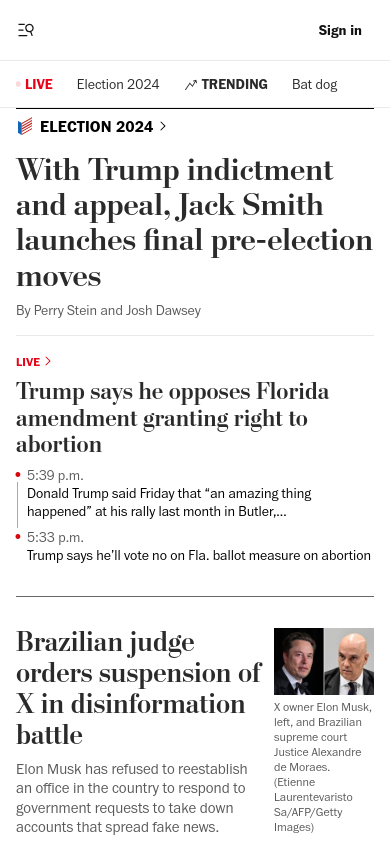 Sign in
LIVE Election 2024 TRENDING Bat dog
ELECTION 2024
With Trump indictment
and appeal, Jack Smith
launches final pre-election
moves
By Perry Stein and Josh Dawsey
LIVE
Trump says he opposes Florida
amendment granting right to
abortion
5:39 p.m.
Donald Trump said Friday that “an amazing thing
happened” at his rally last month in Butler,...
5:33 p.m.
Trump says he’ll vote no on Fla. ballot measure on abortion
Brazilian judge
orders suspension of
X in disinformation
battle
Elon Musk has refused to reestablish
an office in the country to respond to
government requests to take down
accounts that spread fake news.
X owner Elon Musk,
left, and Brazilian
supreme court
Justice Alexandre
de Moraes.
(Etienne
Laurentevaristo
Sa/AFP/Getty
Images)